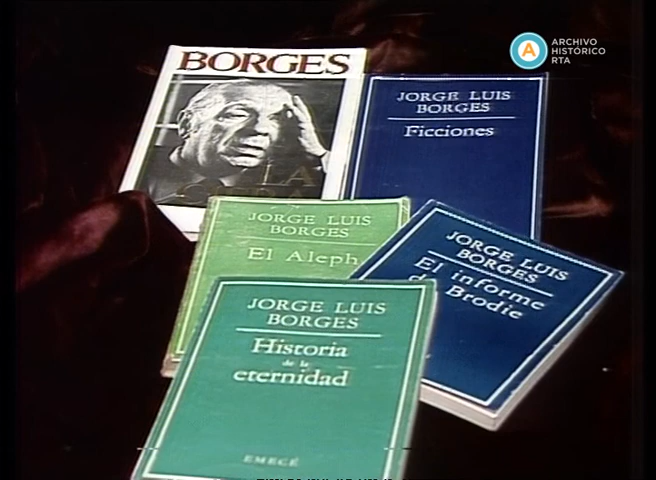 ARCHIVO
HISTÓRICO
RTA
BORGES
JORGE LUIS
BORGES
Ficciones
JORGE LUIS
BORGES
El Aleph
JORGE LUIS
BORGES
El informe
de Brodie
JORGE LUIS
BORGES
Historia
de la
eternidad
EMECÉ